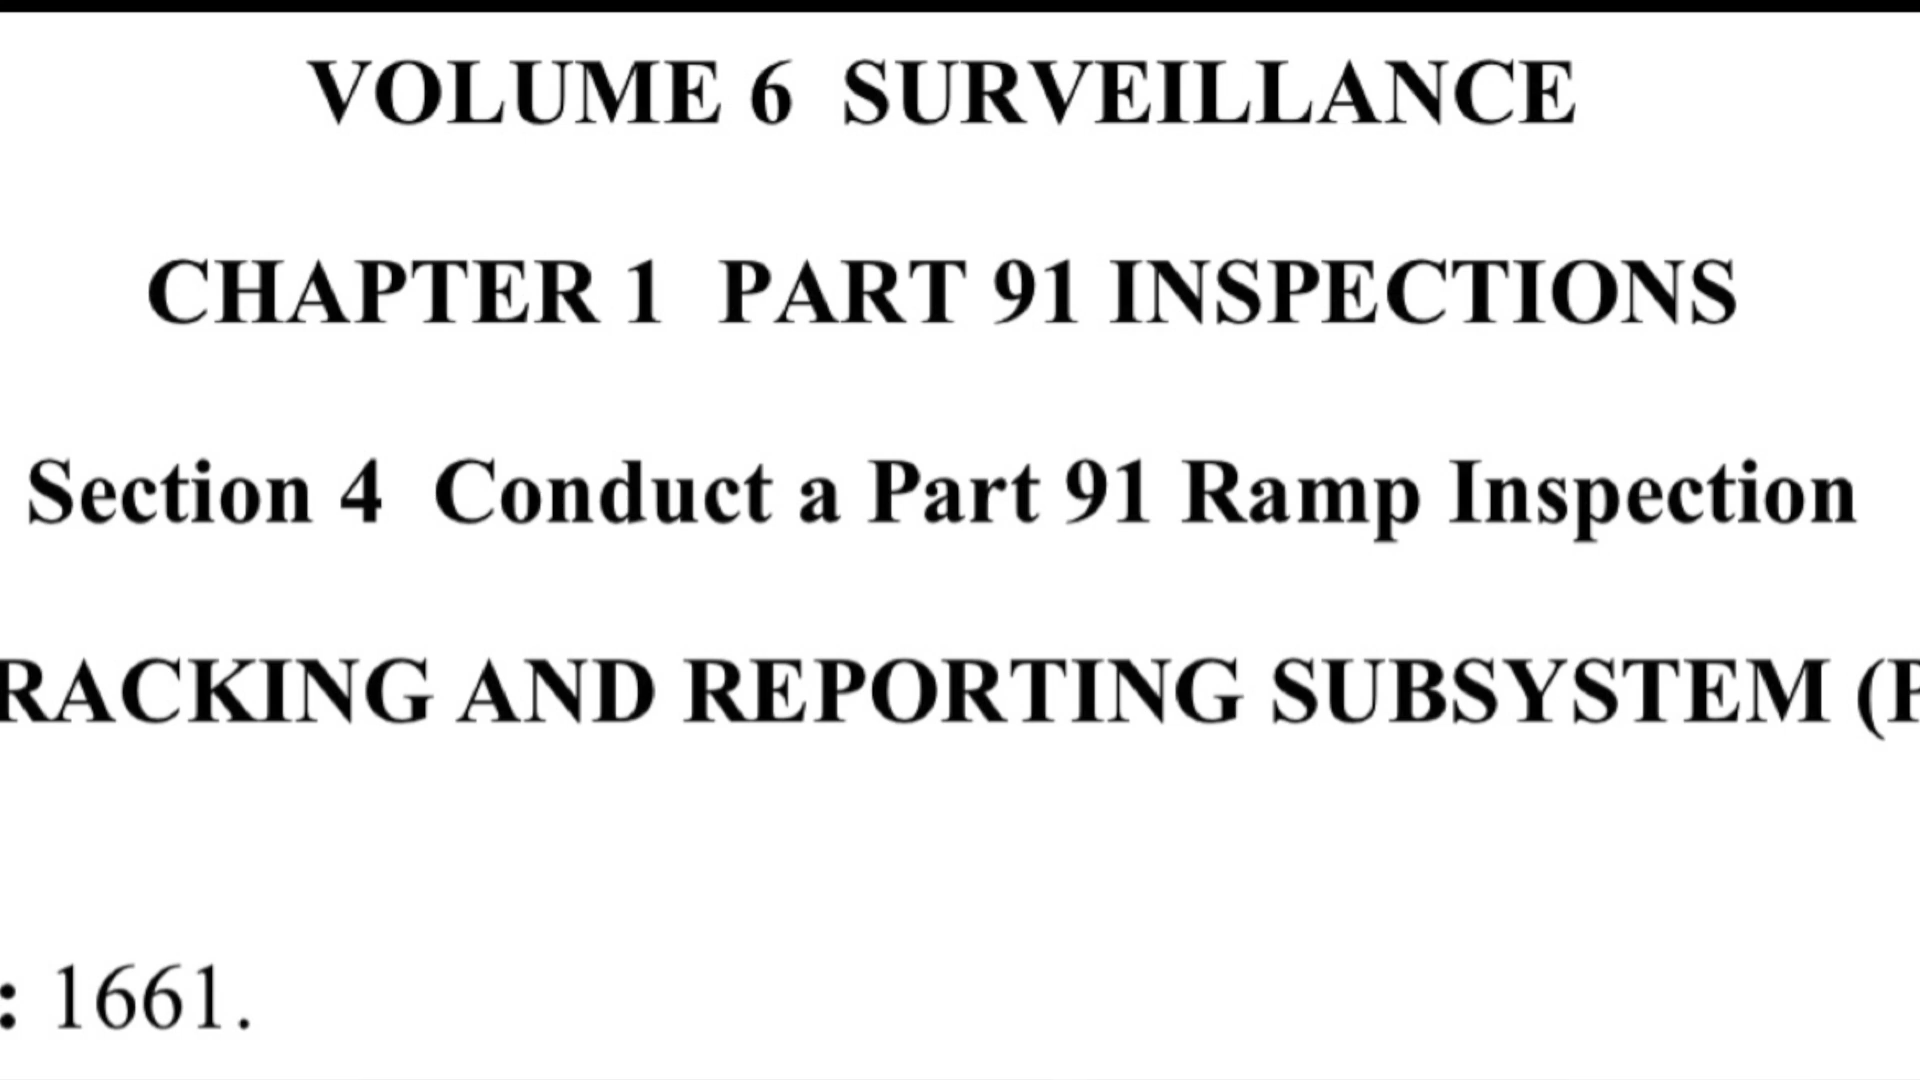 VOLUME 6 SURVEILLANCE
CHAPTER 1 PART 91 INSPECTIONS
Section 4 Conduct a Part 91 Ramp Inspection
RACKING AND REPORTING SUBSYSTEM (P
: 1661.